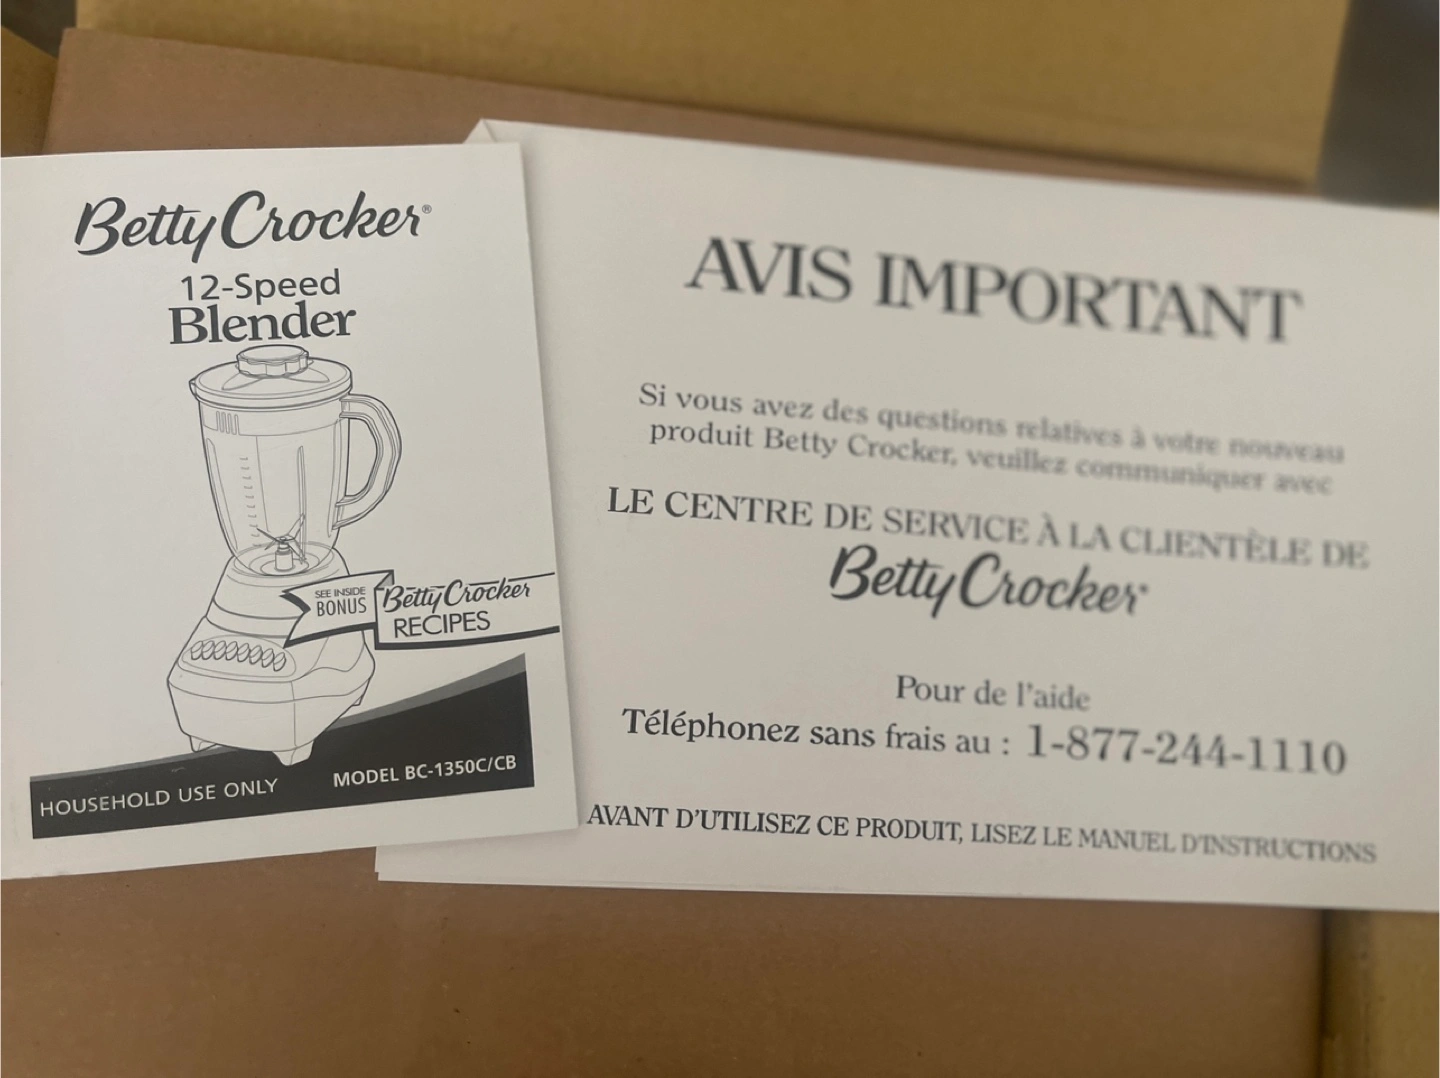 Betty Crocker®
12-Speed
Blender
SEE INSIDE
BONUS
Betty Crocker
RECIPES
HOUSEHOLD USE ONLY
MODEL BC-1350C/CB
AVIS IMPORTANT
Si vous avez des questions relatives à votre nouveau
produit Betty Crocker, veuillez communiquer avec
LE CENTRE DE SERVICE À LA CLIENTÈLE DE
Betty Crocker®
Pour de l'aide
Téléphonez sans frais au : 1-877-244-1110
AVANT D'UTILISEZ CE PRODUIT, LISEZ LE MANUEL D'INSTRUCTIONS